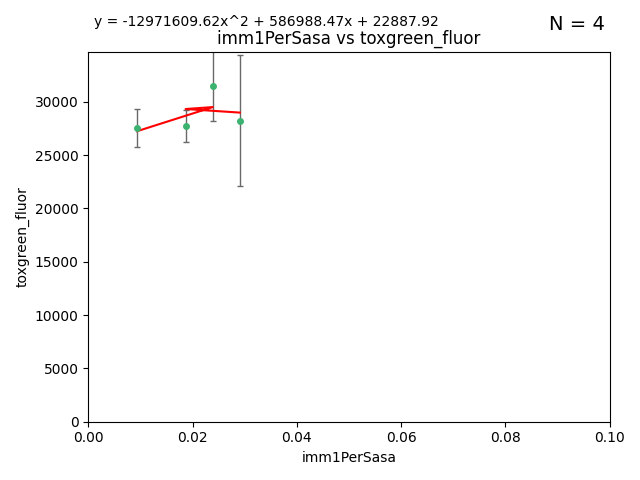 y = -12971609.62x^2 + 586988.47x + 22887.92
N = 4
imm1PerSasa vs toxgreen_fluor
30000
25000
20000
15000
10000
5000
0
toxgreen_fluor
0.00 0.02 0.04 0.06 0.08 0.10
imm1PerSasa